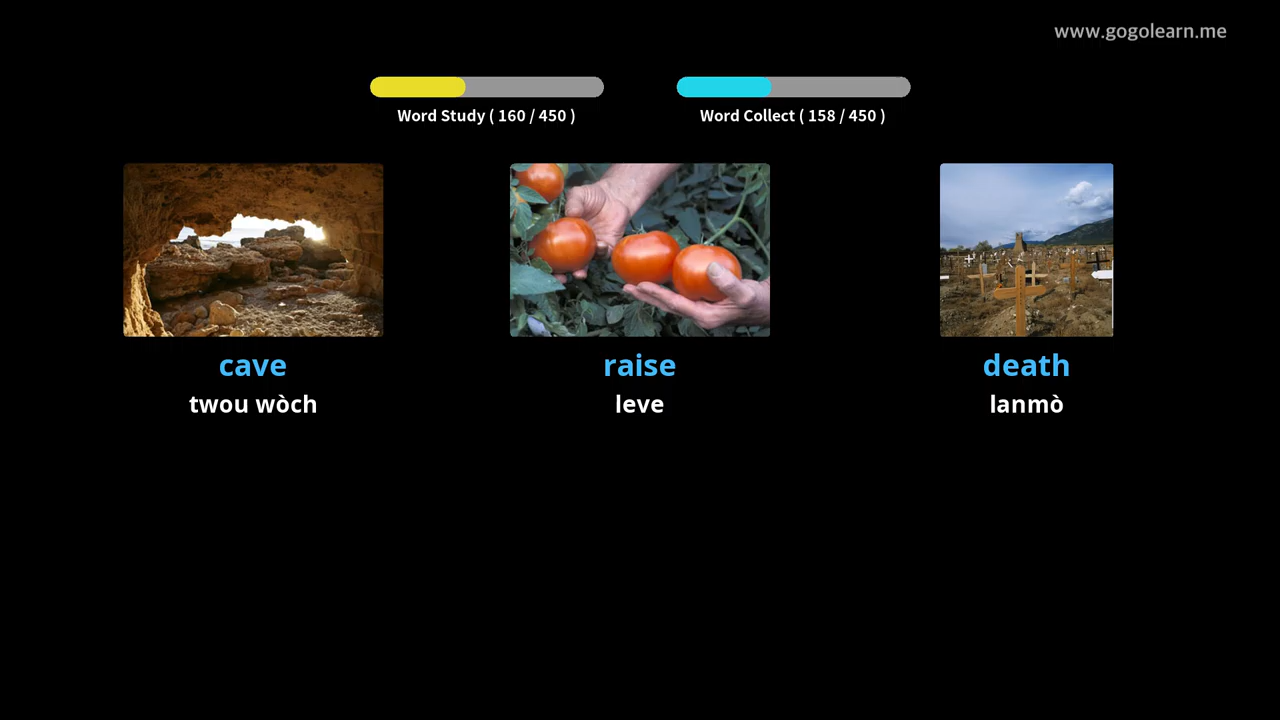 www.gogolearn.me
Word Study ( 160 / 450 )
Word Collect ( 158 / 450 )
cave
raise
death
twou wòch
leve
lanmò